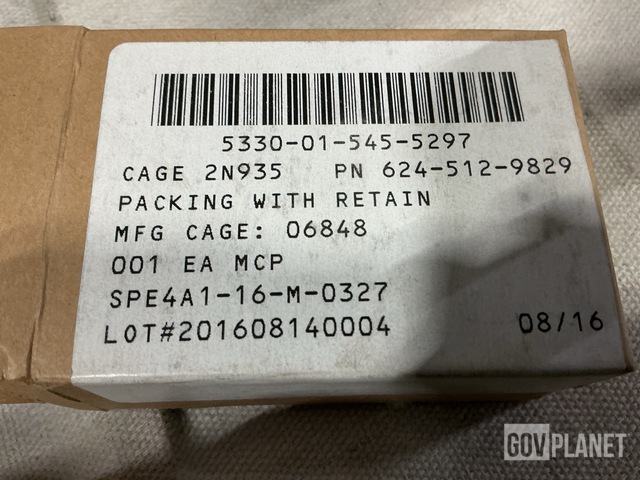 5330-01-545-5297
CAGE 2N935 PN 624-512-9829
PACKING WITH RETAIN
MFG CAGE: 06848
001 EA MCP
SPE4A1-16-M-0327
LOT#201608140004 08/16
GOVPLANET